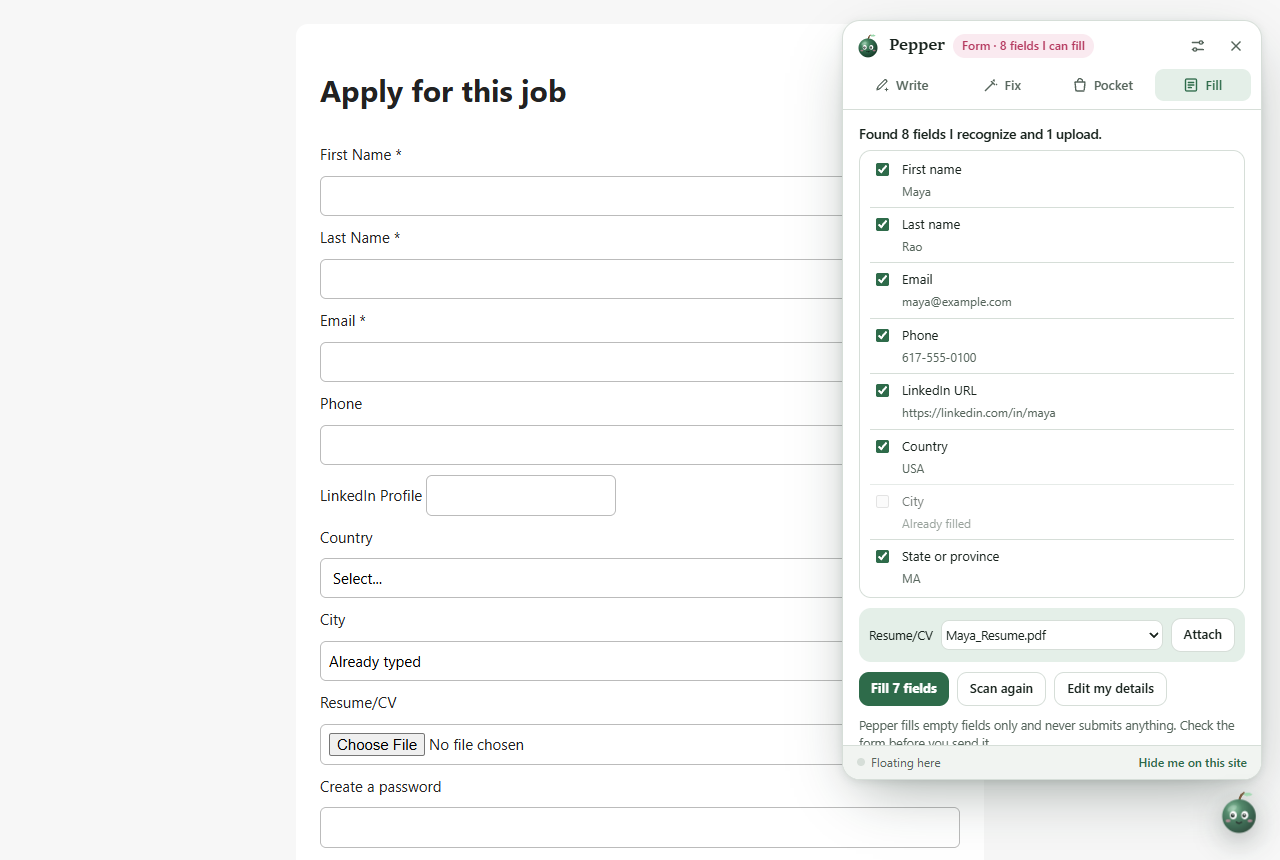 Apply for this job
First Name *
Last Name *
Email *
Phone
LinkedIn Profile
Country
Select...
City
Already typed
Resume/CV
Choose File No file chosen
Create a password
Pepper Form · 8 fields I can fill
Write Fix Pocket Fill
Found 8 fields I recognize and 1 upload.
First name
Maya
Last name
Rao
Email
maya@example.com
Phone
617-555-0100
LinkedIn URL
https://linkedin.com/in/maya
Country
USA
City
Already filled
State or province
MA
Resume/CV Maya_Resume.pdf Attach
Fill 7 fields Scan again Edit my details
Pepper fills empty fields only and never submits anything. Check the
form before you send it.
Floating here Hide me on this site